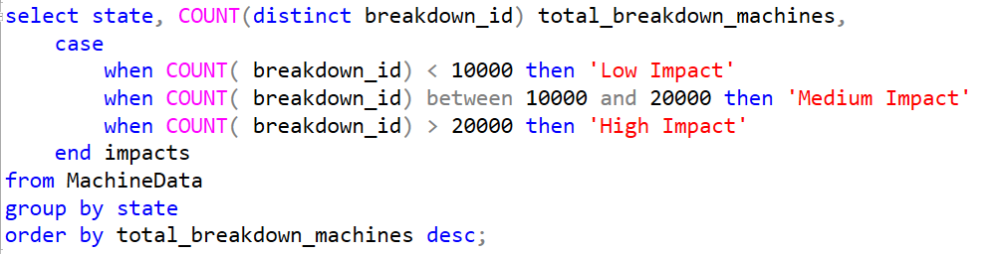 select state, COUNT(distinct breakdown_id) total_breakdown_machines,
    case
        when COUNT( breakdown_id) < 10000 then 'Low Impact'
        when COUNT( breakdown_id) between 10000 and 20000 then 'Medium Impact'
        when COUNT( breakdown_id) > 20000 then 'High Impact'
    end impacts
from MachineData
group by state
order by total_breakdown_machines desc;